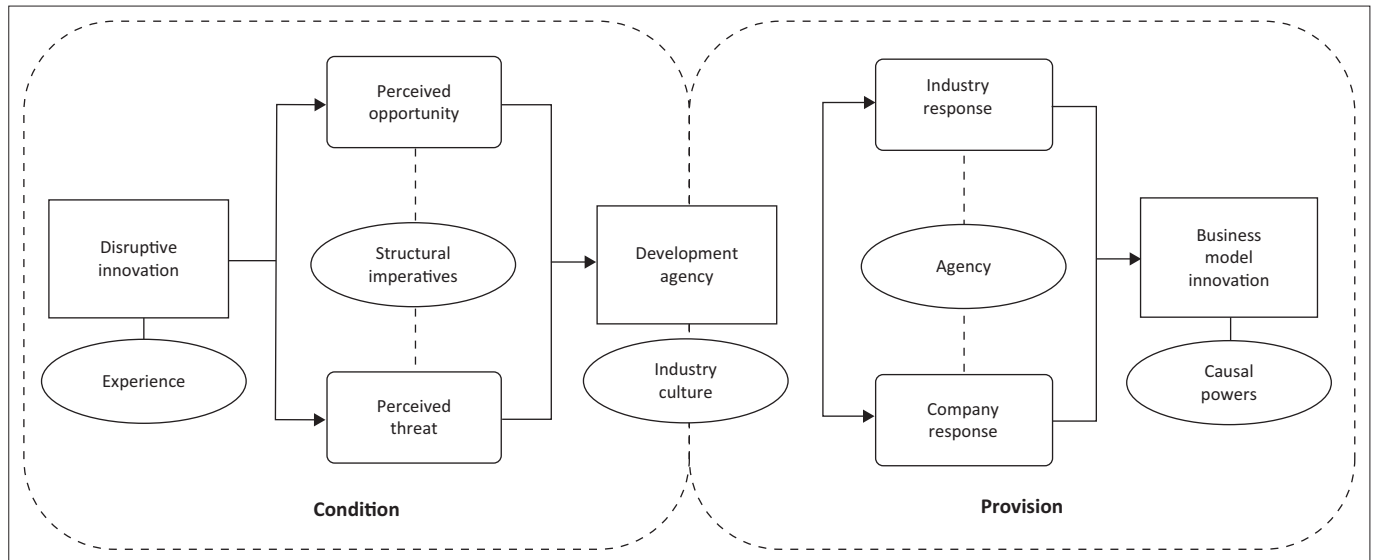 Perceived
opportunity
Industry
response
Disruptive
innovation
Structural
imperatives
Development
agency
Agency
Business
model
innovation
Experience
Perceived
threat
Industry
culture
Company
response
Causal
powers
Condition
Provision